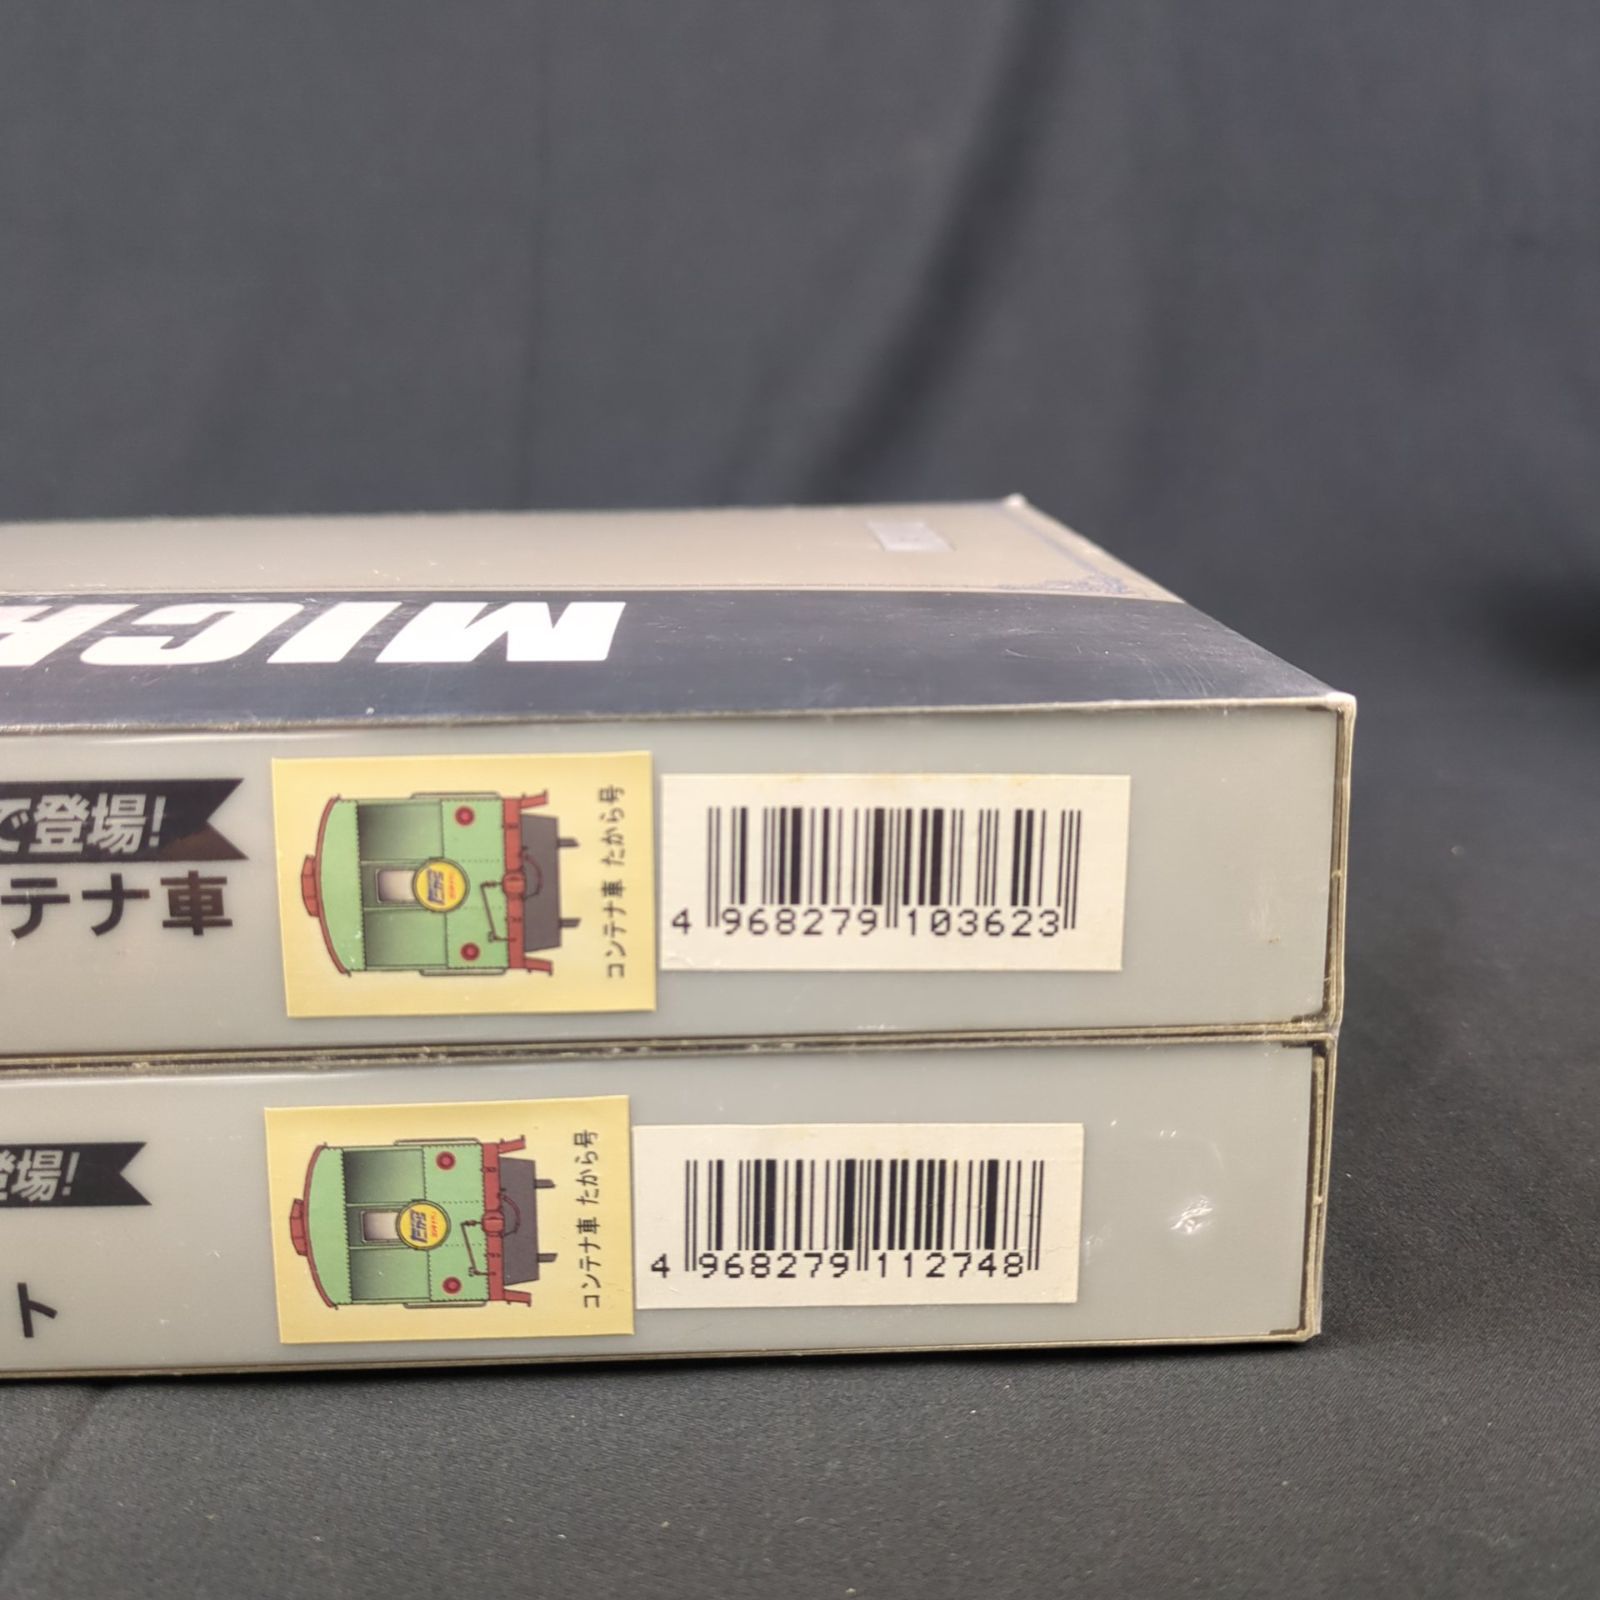 MICR
で登場!
テナ車
コンテナ車 たから号
4 968279 103623
登場!
コンテナ車 たから号
4 968279 112748